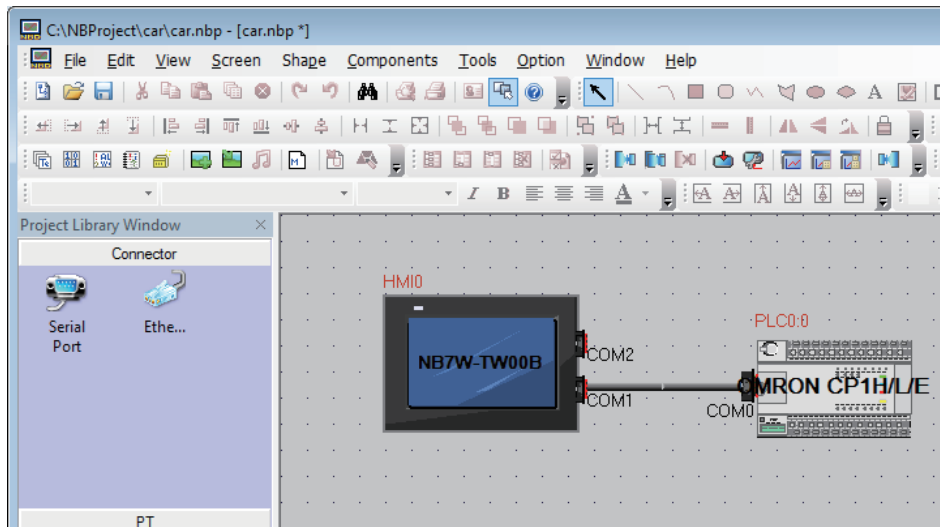 C:\NBProject\car\car.nbp - [car.nbp *]
File Edit View Screen Shape Components Tools Option Window Help
Project Library Window
Connector
Serial Port
Ethe...
PT
HMI0
NB7W-TW00B
COM2
COM1
PLC0:0
OMRON CP1H/L/E
COM0